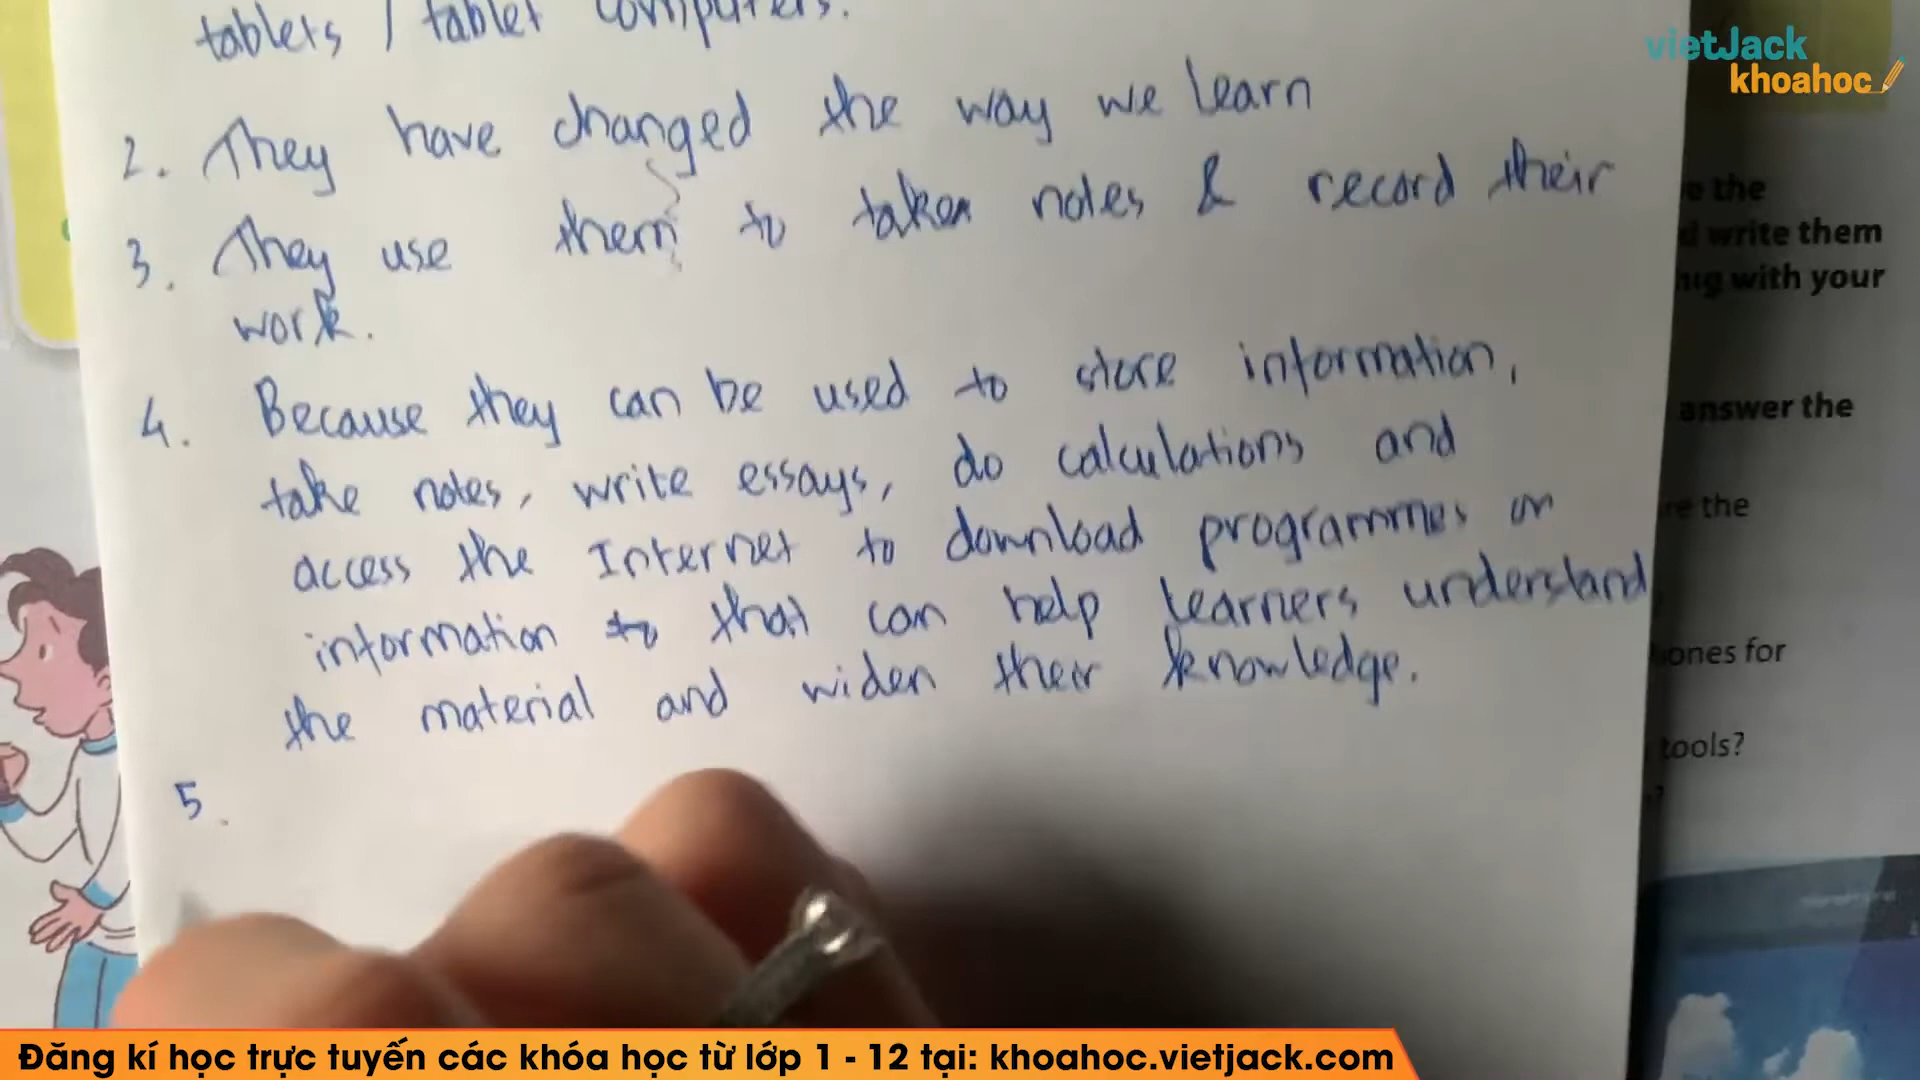 tablets / tablet computers.
vietJack
khoahoc
2. They have changed the way we learn
3. They use them to taken notes & record their
work.
4. Because they can be used to store information,
take notes, write essays, do calculations and
access the Internet to download programmes or
information to that can help learners understand
the material and widen their knowledge.
5.
e the
d write them
with your
answer the
re the
ones for
tools?
Đăng kí học trực tuyến các khóa học từ lớp 1 - 12 tại: khoahoc.vietjack.com